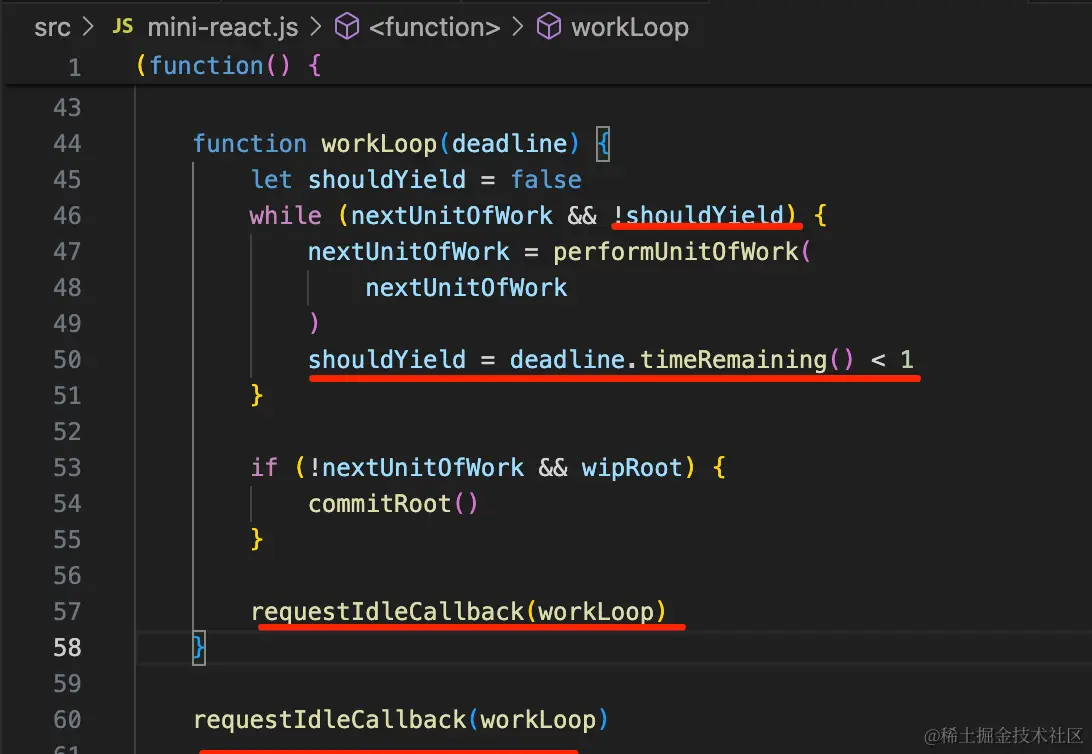 src > JS mini-react.js > <function> > workLoop
1 (function() {
43
44 function workLoop(deadline) {
45 let shouldYield = false
46 while (nextUnitOfWork && !shouldYield) {
47 nextUnitOfWork = performUnitOfWork(
48 nextUnitOfWork
49 )
50 shouldYield = deadline.timeRemaining() < 1
51 }
52
53 if (!nextUnitOfWork && wipRoot) {
54 commitRoot()
55 }
56
57 requestIdleCallback(workLoop)
58 }
59
60 requestIdleCallback(workLoop)
61
@稀土掘金技术社区